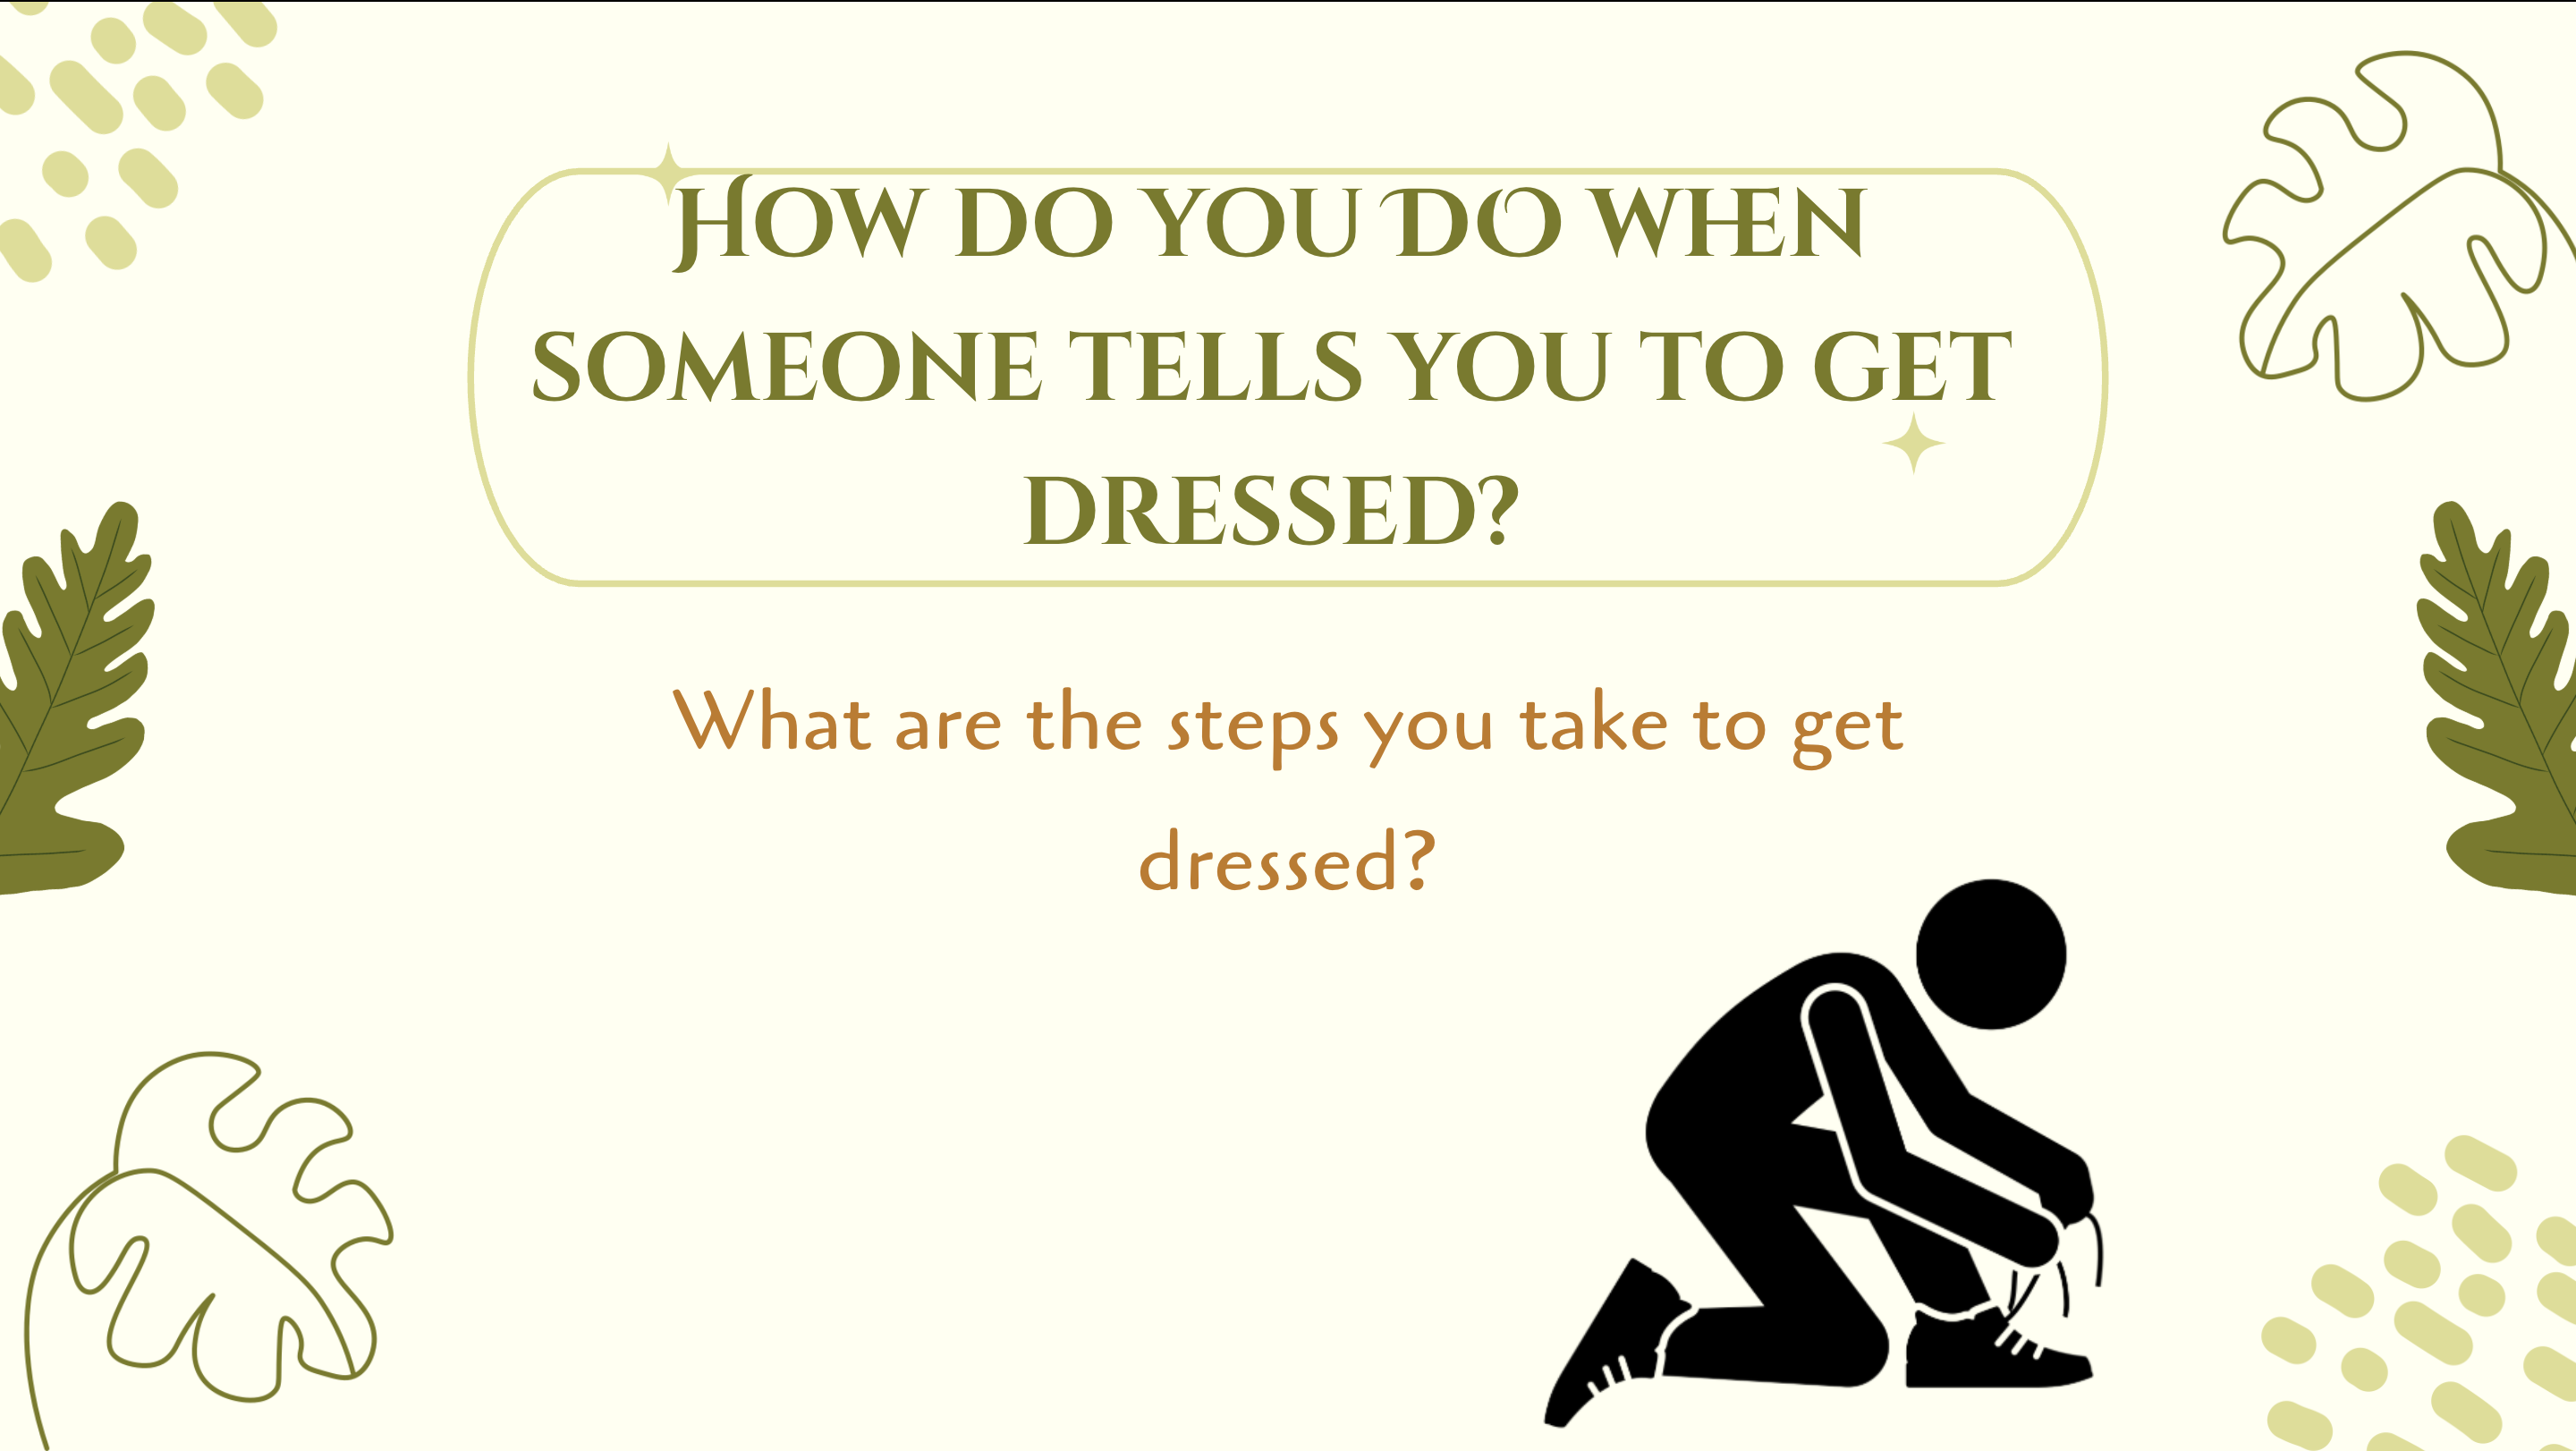 How do you do when
someone tells you to get
dressed?
What are the steps you take to get
dressed?